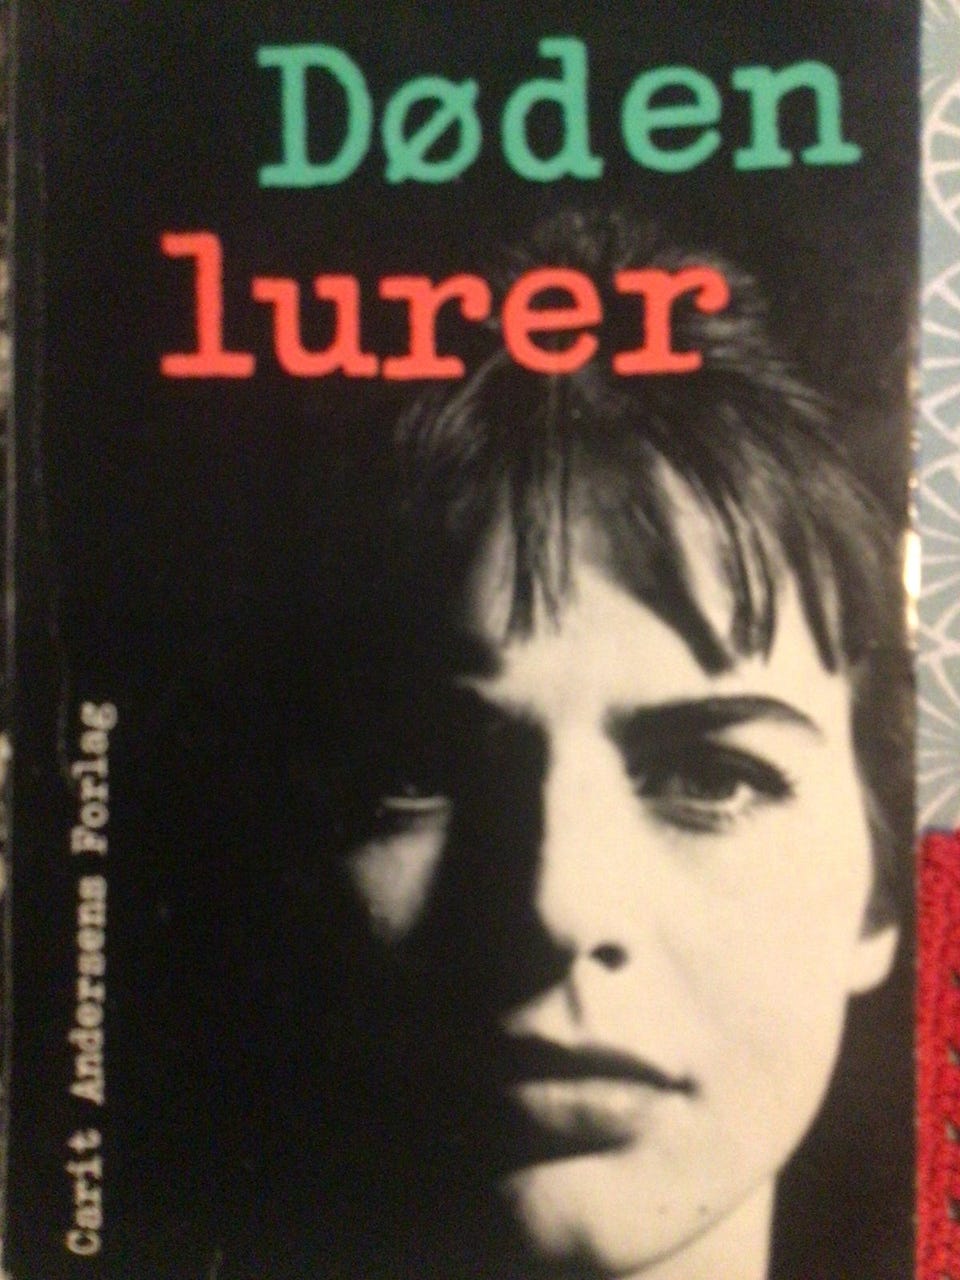 Døden
lurer
Carit Andersens Forlag